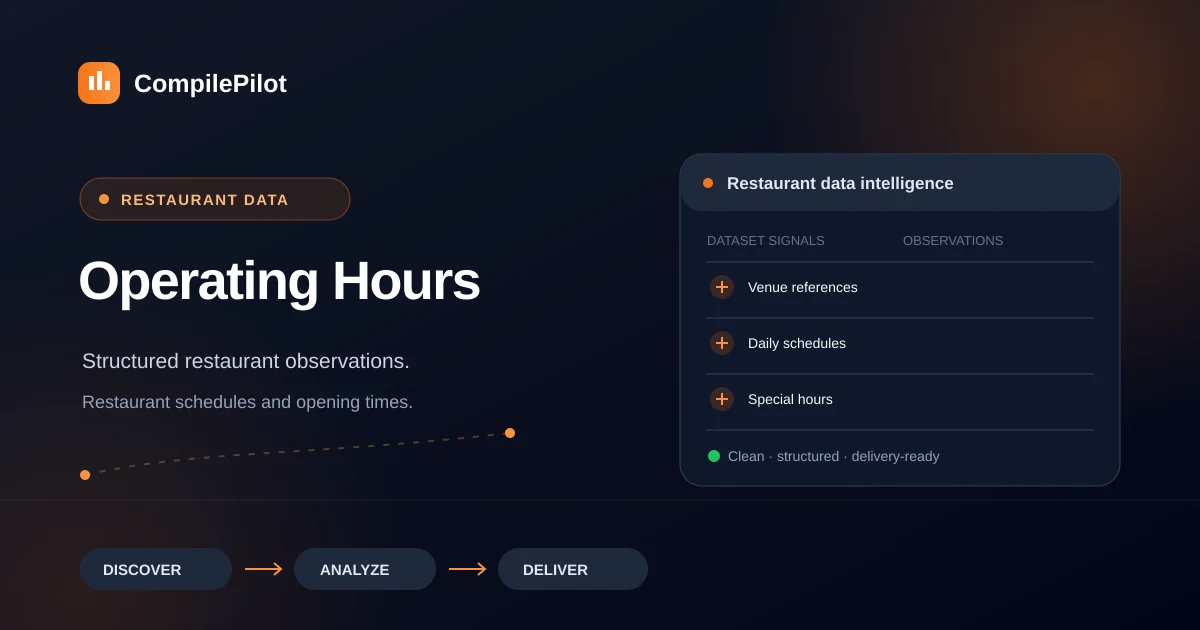 CompilePilot
RESTAURANT DATA
Operating Hours
Structured restaurant observations.
Restaurant schedules and opening times.
Restaurant data intelligence
DATASET SIGNALS OBSERVATIONS
Venue references
Daily schedules
Special hours
Clean · structured · delivery-ready
DISCOVER ANALYZE DELIVER